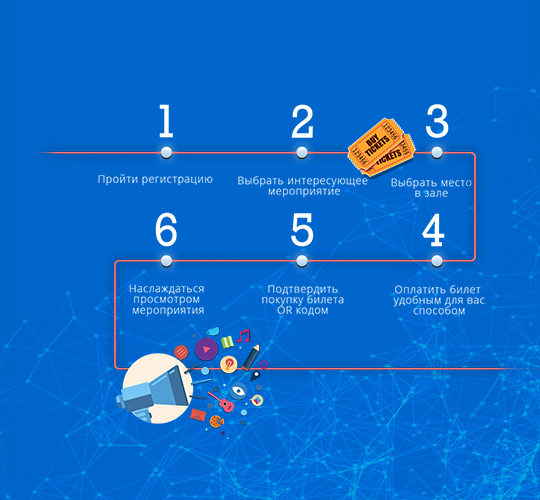 1
2
3
BUY
TICKETS
123456
TICKETS
Пройти регистрацию
Выбрать интересующее
мероприятие
Выбрать место
в зале
6
5
4
Наслаждаться
просмотром
мероприятия
Подтвердить
покупку билета
QR кодом
Оплатить билет
удобным для вас
способом